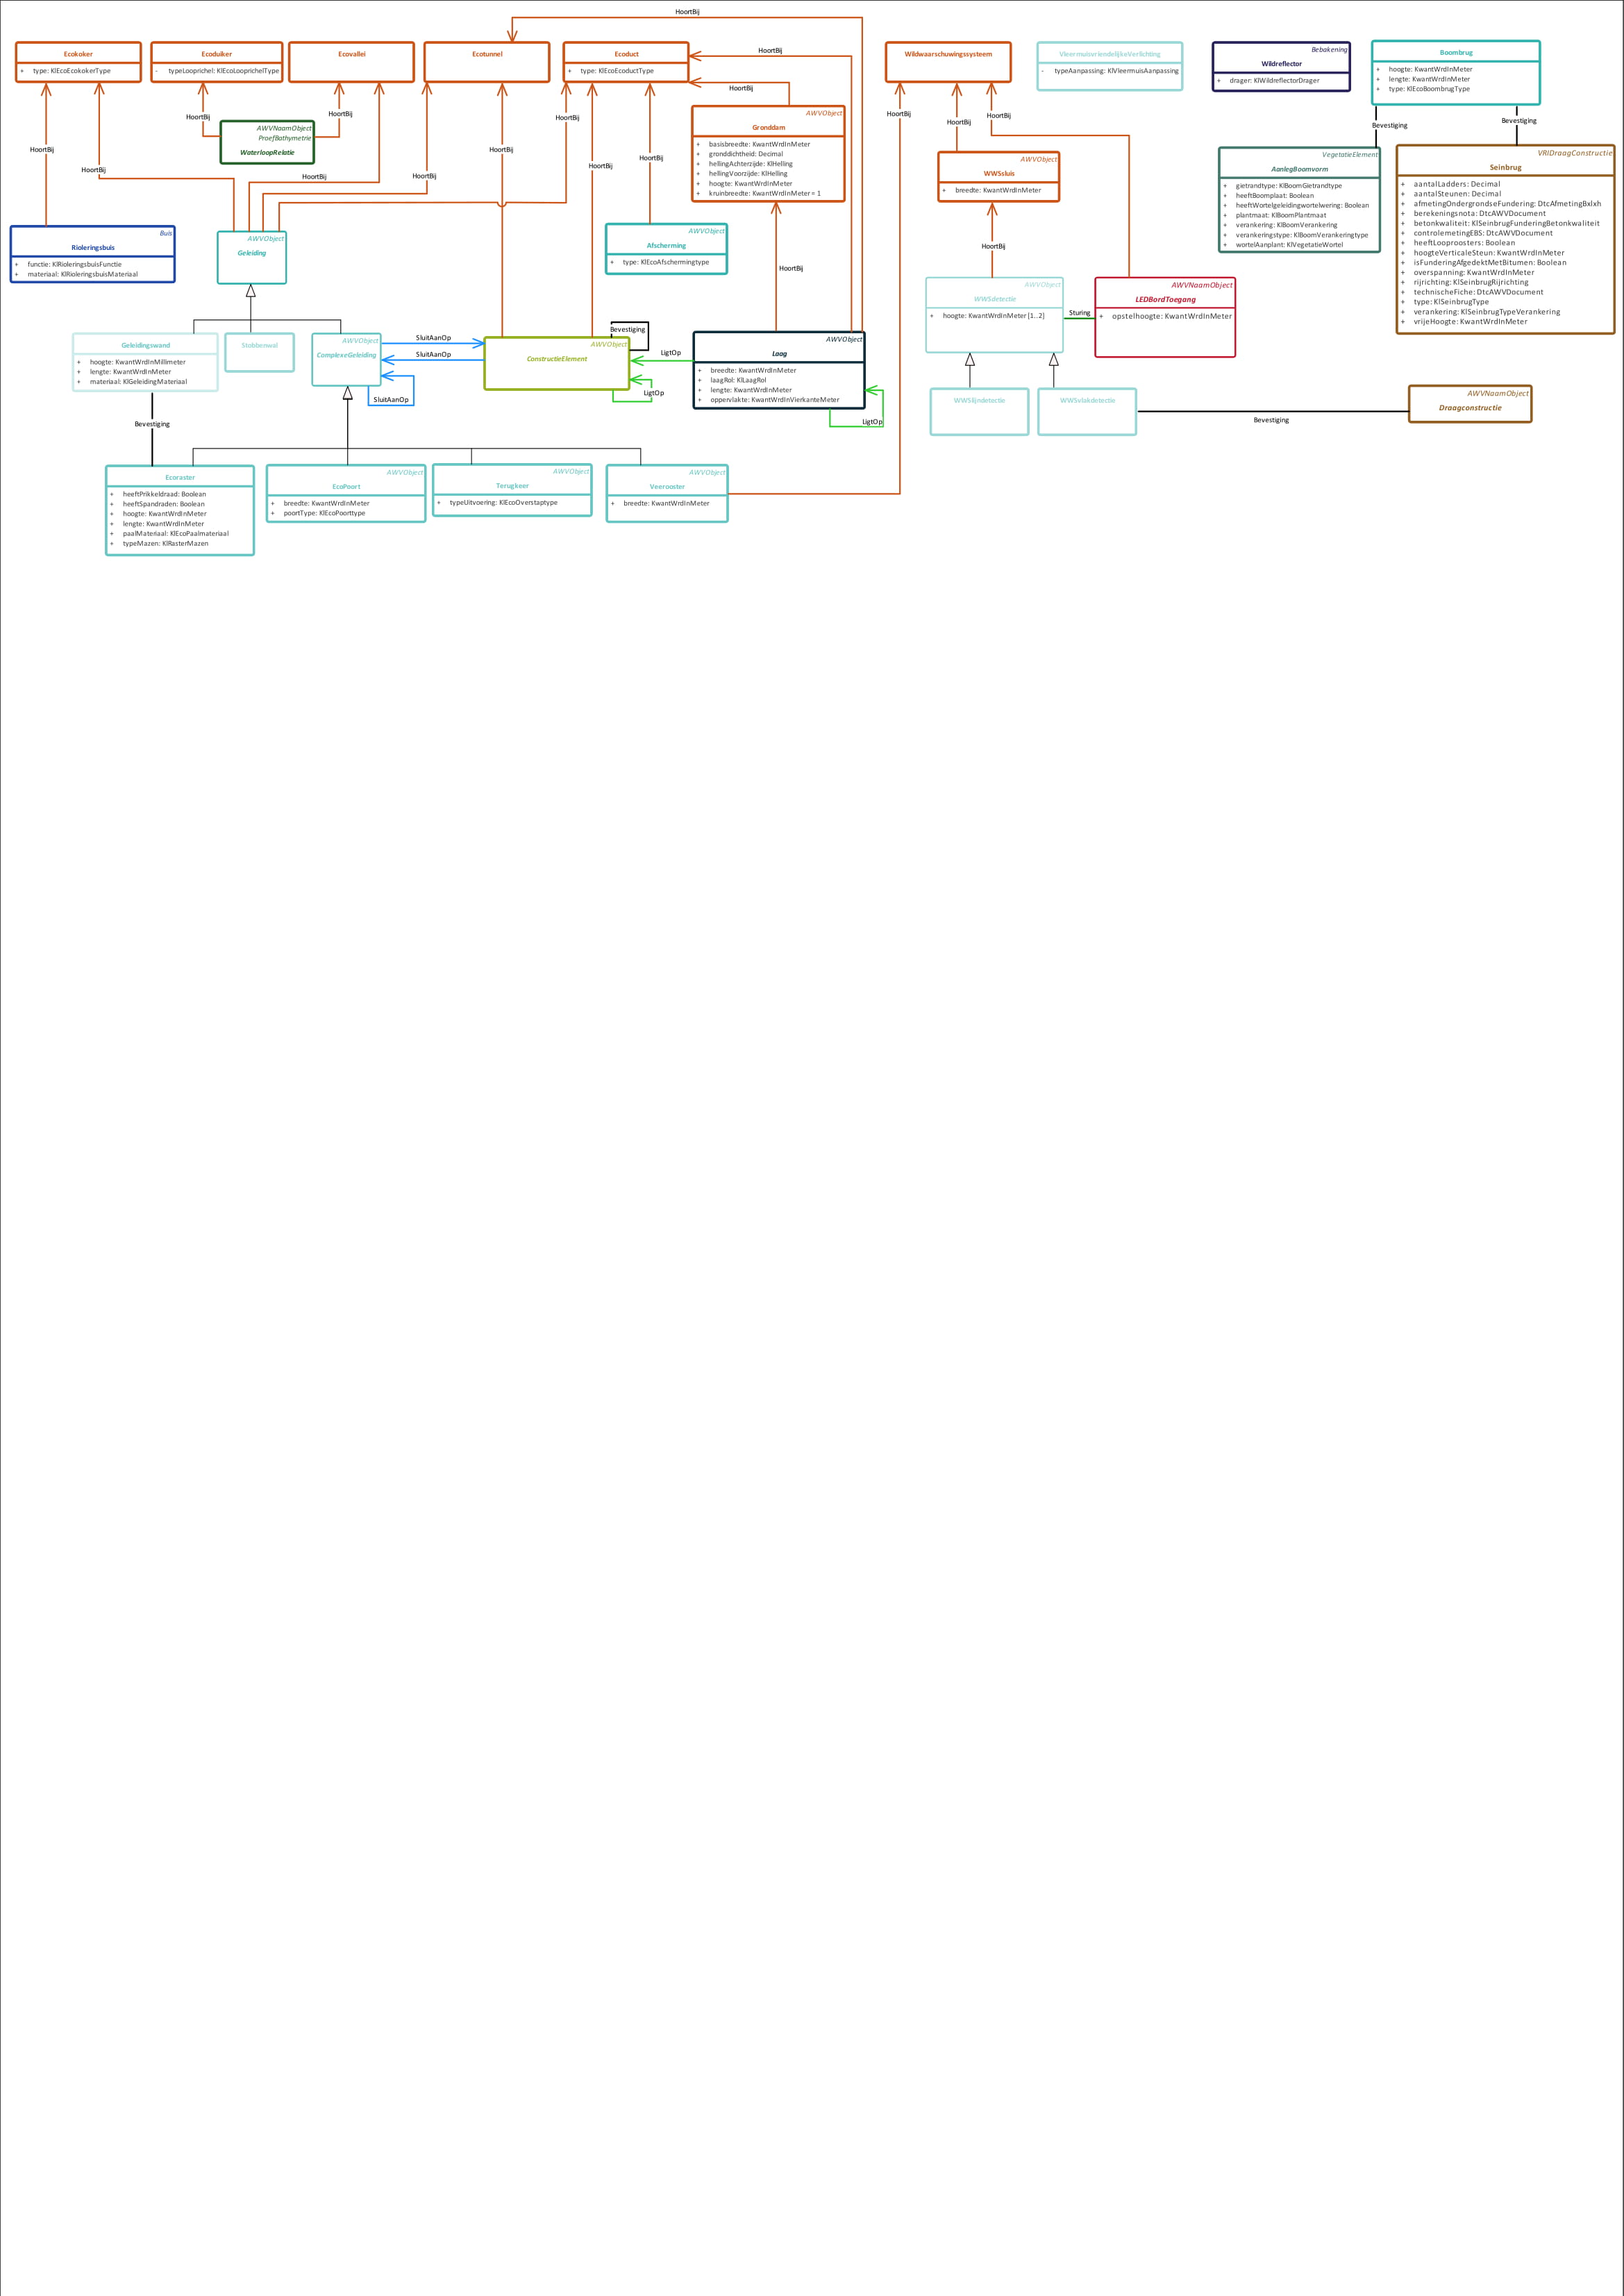 HoortBij
Ecokoker
+ type: KlEcoEcokokerType
Ecoduiker
- typeLooprichel: KlEcoLooprichelType
Ecovallei
Ecotunnel
Ecoduct
+ type: KlEcoEcoductType
HoortBij
HoortBij
Wildwaarschuwingssysteem
VleermuisvriendelijkeVerlichting
- typeAanpassing: KlVleermuisAanpassing
Bebakening
Wildreflector
+ drager: KlWildreflectorDrager
Boombrug
+ hoogte: KwantWrdInMeter
+ lengte: KwantWrdInMeter
+ type: KlEcoBoombrugType
HoortBij
HoortBij
HoortBij
HoortBij
HoortBij
HoortBij
Bevestiging
Bevestiging
AWVNaamObject
ProefBathymetrie
WaterloopRelatie
AWVObject
Gronddam
+ basisbreedte: KwantWrdInMeter
+ gronddichtheid: Decimal
+ hellingAchterzijde: KlHelling
+ hellingVoorzijde: KlHelling
+ hoogte: KwantWrdInMeter
+ kruinbreedte: KwantWrdInMeter = 1
HoortBij
HoortBij
HoortBij
HoortBij
HoortBij
HoortBij
HoortBij
AWVObject
WWSsluis
+ breedte: KwantWrdInMeter
VegetatieElement
AanlegBoomvorm
+ gietrandtype: KlBoomGietrandtype
+ heeftBoomplaat: Boolean
+ heeftWortelgeleidingwortelwering: Boolean
+ plantmaat: KlBoomPlantmaat
+ verankering: KlBoomVerankering
+ verankeringstype: KlBoomVerankeringtype
+ wortelAanplant: KlVegetatieWortel
VRIDraagConstructie
Seinbrug
+ aantalLadders: Decimal
+ aantalSteunen: Decimal
+ afmetingOndergrondseFundering: DtcAfmetingBxlxh
+ berekeningsnota: DtcAWVDocument
+ betonkwaliteit: KlSeinbrugFunderingBetonkwaliteit
+ controlemetingEBS: DtcAWVDocument
+ heeftLooproosters: Boolean
+ hoogteVerticaleSteun: KwantWrdInMeter
+ isFunderingAfgedektMetBitumen: Boolean
+ overspanning: KwantWrdInMeter
+ rijrichting: KlSeinbrugRijrichting
+ technischeFiche: DtcAWVDocument
+ type: KlSeinbrugType
+ verankering: KlSeinbrugTypeVerankering
+ vrijeHoogte: KwantWrdInMeter
Buis
Rioleringsbuis
+ functie: KlRioleringsbuisFunctie
+ materiaal: KlRioleringsbuisMateriaal
AWVObject
Geleiding
AWVObject
Afscherming
+ type: KlEcoAfschermingtype
HoortBij
HoortBij
AWVObject
WWSdetectie
+ hoogte: KwantWrdInMeter [1..2]
Sturing
AWVNaamObject
LEDBordToegang
+ opstelhoogte: KwantWrdInMeter
Geleidingswand
+ hoogte: KwantWrdInMillimeter
+ lengte: KwantWrdInMeter
+ materiaal: KlGeleidingMateriaal
Stobbenwal
AWVObject
ComplexeGeleiding
SluitAanOp
SluitAanOp
SluitAanOp
Bevestiging
AWVObject
ConstructieElement
LigtOp
LigtOp
AWVObject
Laag
+ breedte: KwantWrdInMeter
+ laagRol: KlLaagRol
+ lengte: KwantWrdInMeter
+ oppervlakte: KwantWrdInVierkanteMeter
LigtOp
WWSlijndetectie
WWSvlakdetectie
Bevestiging
AWVNaamObject
Draagconstructie
Bevestiging
Ecoraster
+ heeftPrikkeldraad: Boolean
+ heeftSpandraden: Boolean
+ hoogte: KwantWrdInMeter
+ lengte: KwantWrdInMeter
+ paalMateriaal: KlEcoPaalmateriaal
+ typeMazen: KlRasterMazen
AWVObject
EcoPoort
+ breedte: KwantWrdInMeter
+ poortType: KlEcoPoorttype
AWVObject
Terugkeer
+ typeUitvoering: KlEcoOverstaptype
AWVObject
Veerooster
+ breedte: KwantWrdInMeter